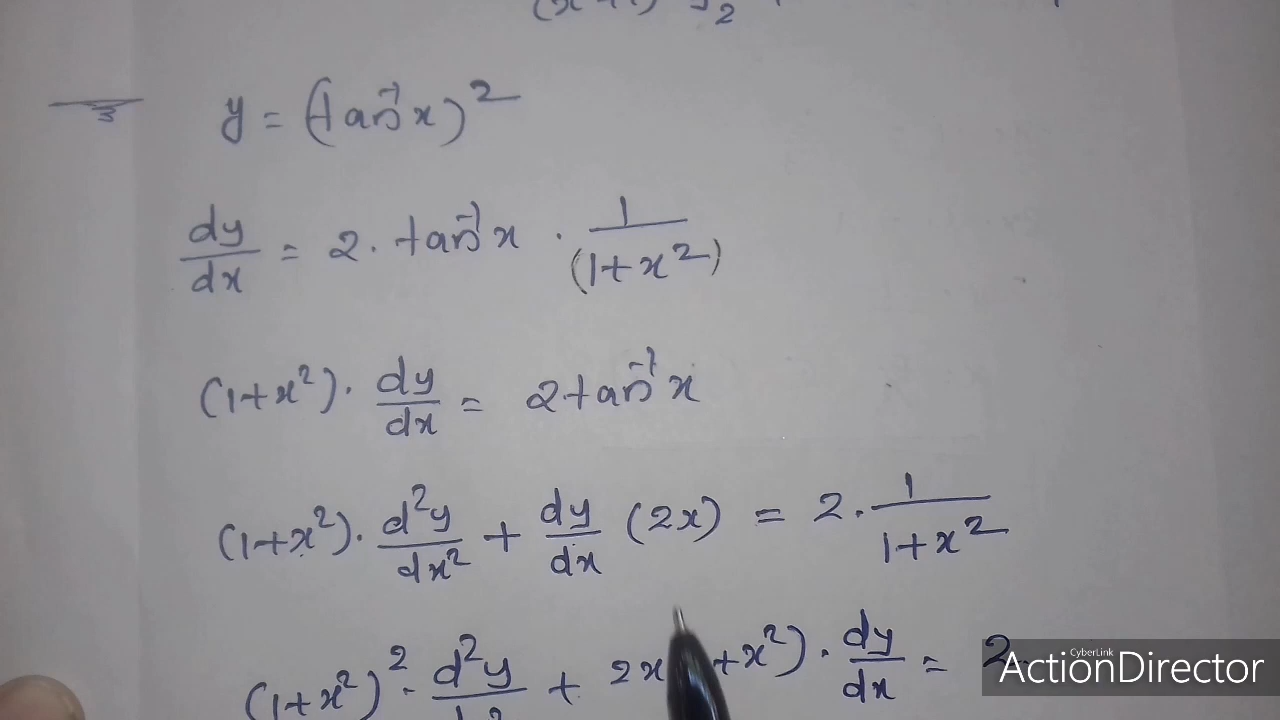 y = (tan⁻¹x)²
dy/dx = 2 · tan⁻¹x · 1/(1+x²)
(1+x²) · dy/dx = 2tan⁻¹x
(1+x²) · d²y/dx² + dy/dx (2x) = 2 · 1/1+x²
(1+x²)² · d²y + 2x +x²) · dy/dx = 2
CyberLink
ActionDirector